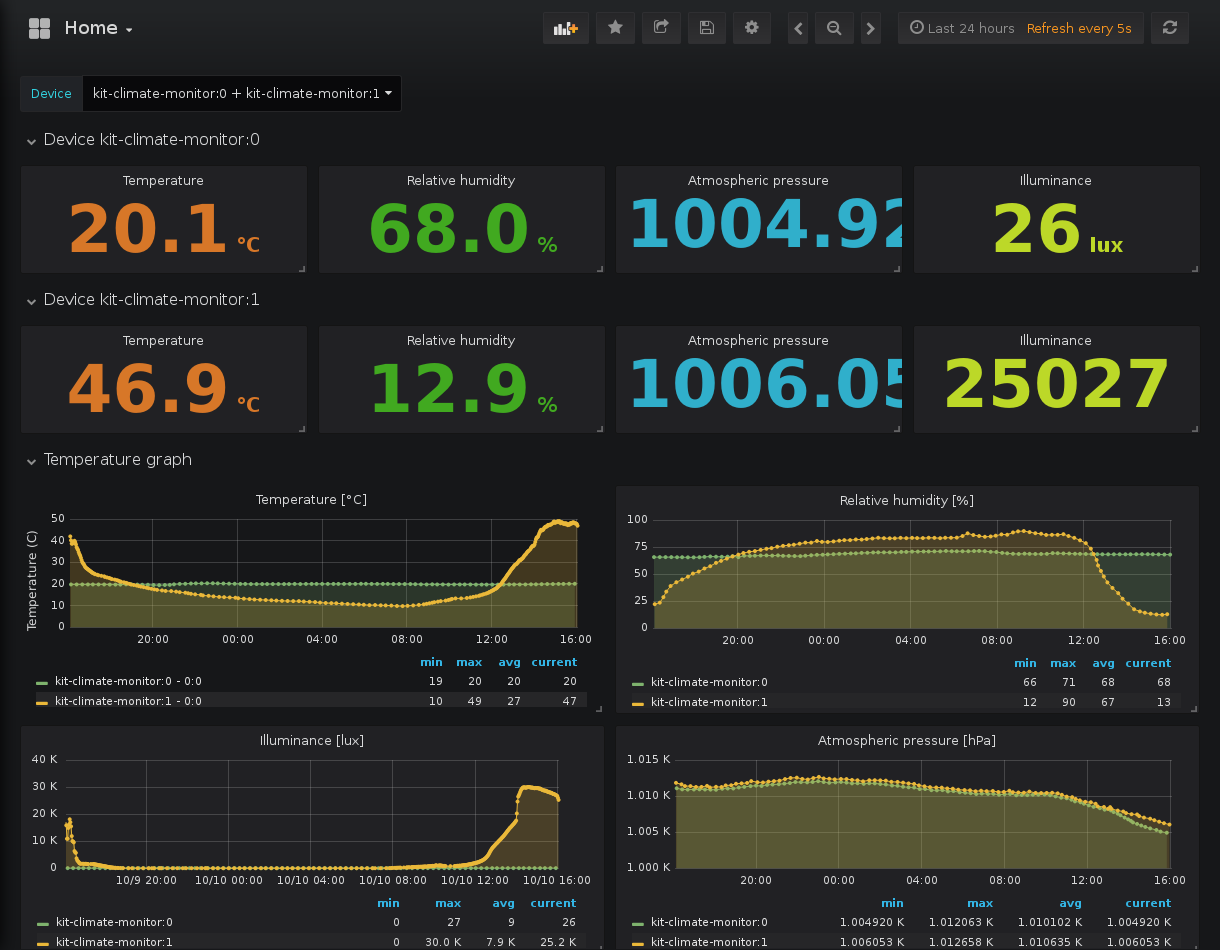 Home
Last 24 hours Refresh every 5s
Device kit-climate-monitor:0 + kit-climate-monitor:1
Device kit-climate-monitor:0
Temperature Relative humidity Atmospheric pressure Illuminance
20.1 °C 68.0 % 1004.92 26 lux
Device kit-climate-monitor:1
Temperature Relative humidity Atmospheric pressure Illuminance
46.9 °C 12.9 % 1006.05 25027
Temperature graph
Temperature [°C]
Temperature (C)
50
40
30
20
10
0
20:00 00:00 04:00 08:00 12:00 16:00
min max avg current
kit-climate-monitor:0 - 0:0 19 20 20 20
kit-climate-monitor:1 - 0:0 10 49 27 47
Relative humidity [%]
100
75
50
25
0
20:00 00:00 04:00 08:00 12:00 16:00
min max avg current
kit-climate-monitor:0 66 71 68 68
kit-climate-monitor:1 12 90 67 13
Illuminance [lux]
40 K
30 K
20 K
10 K
0
10/9 20:00 10/10 00:00 10/10 04:00 10/10 08:00 10/10 12:00 10/10 16:00
min max avg current
kit-climate-monitor:0 0 27 9 26
kit-climate-monitor:1 0 30.0 K 7.9 K 25.2 K
Atmospheric pressure [hPa]
1.015 K
1.010 K
1.005 K
1.000 K
20:00 00:00 04:00 08:00 12:00 16:00
min max avg current
kit-climate-monitor:0 1.004920 K 1.012063 K 1.010102 K 1.004920 K
kit-climate-monitor:1 1.006053 K 1.012658 K 1.010635 K 1.006053 K